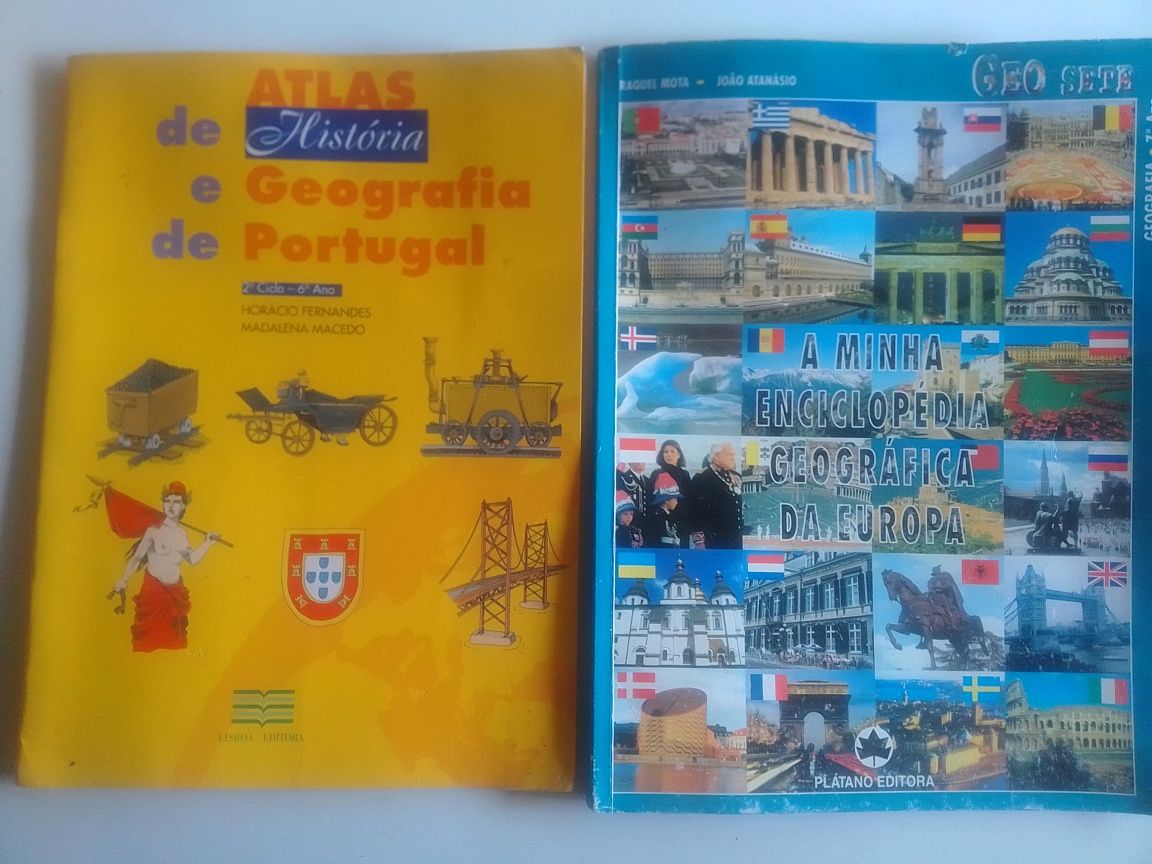 ATLAS
de História
e Geografia
de Portugal
2º Ciclo – 6º Ano
HORÁCIO FERNANDES
MADALENA MACEDO
LISBOA EDITORA
RAQUEL MOTA - JOÃO ATANÁSIO
GEO SETE
A MINHA
ENCICLOPÉDIA
GEOGRÁFICA
DA EUROPA
PLÁTANO EDITORA
GEOGRAFIA